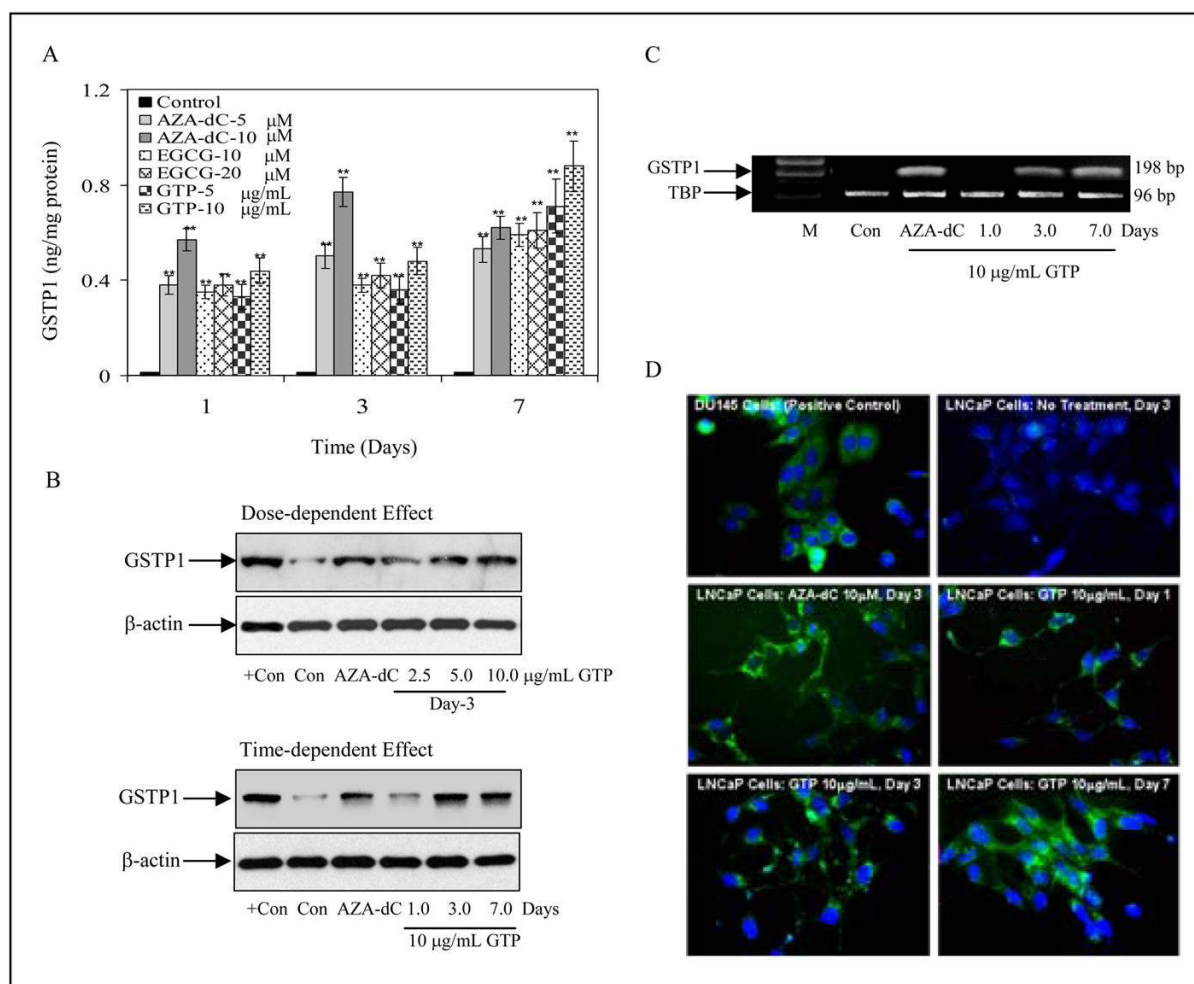 A
1.2
0.8
0.4
0
GSTP1 (ng/mg protein)
Control
AZA-dC-5 μM
AZA-dC-10 μM
EGCG-10 μM
EGCG-20 μM
GTP-5 μg/mL
GTP-10 μg/mL
** ** ** ** ** **
** ** ** ** ** **
** ** ** ** ** **
1 3 7
Time (Days)
B
Dose-dependent Effect
GSTP1
β-actin
+Con Con AZA-dC 2.5 5.0 10.0 μg/mL GTP
Day-3
Time-dependent Effect
GSTP1
β-actin
+Con Con AZA-dC 1.0 3.0 7.0 Days
10 μg/mL GTP
C
GSTP1 198 bp
TBP 96 bp
M Con AZA-dC 1.0 3.0 7.0 Days
10 μg/mL GTP
D
DU145 Cells: (Positive Control)
LNCaP Cells: No Treatment, Day 3
LNCaP Cells: AZA-dC 10μM, Day 3
LNCaP Cells: GTP 10μg/mL, Day 1
LNCaP Cells: GTP 10μg/mL, Day 3
LNCaP Cells: GTP 10μg/mL, Day 7